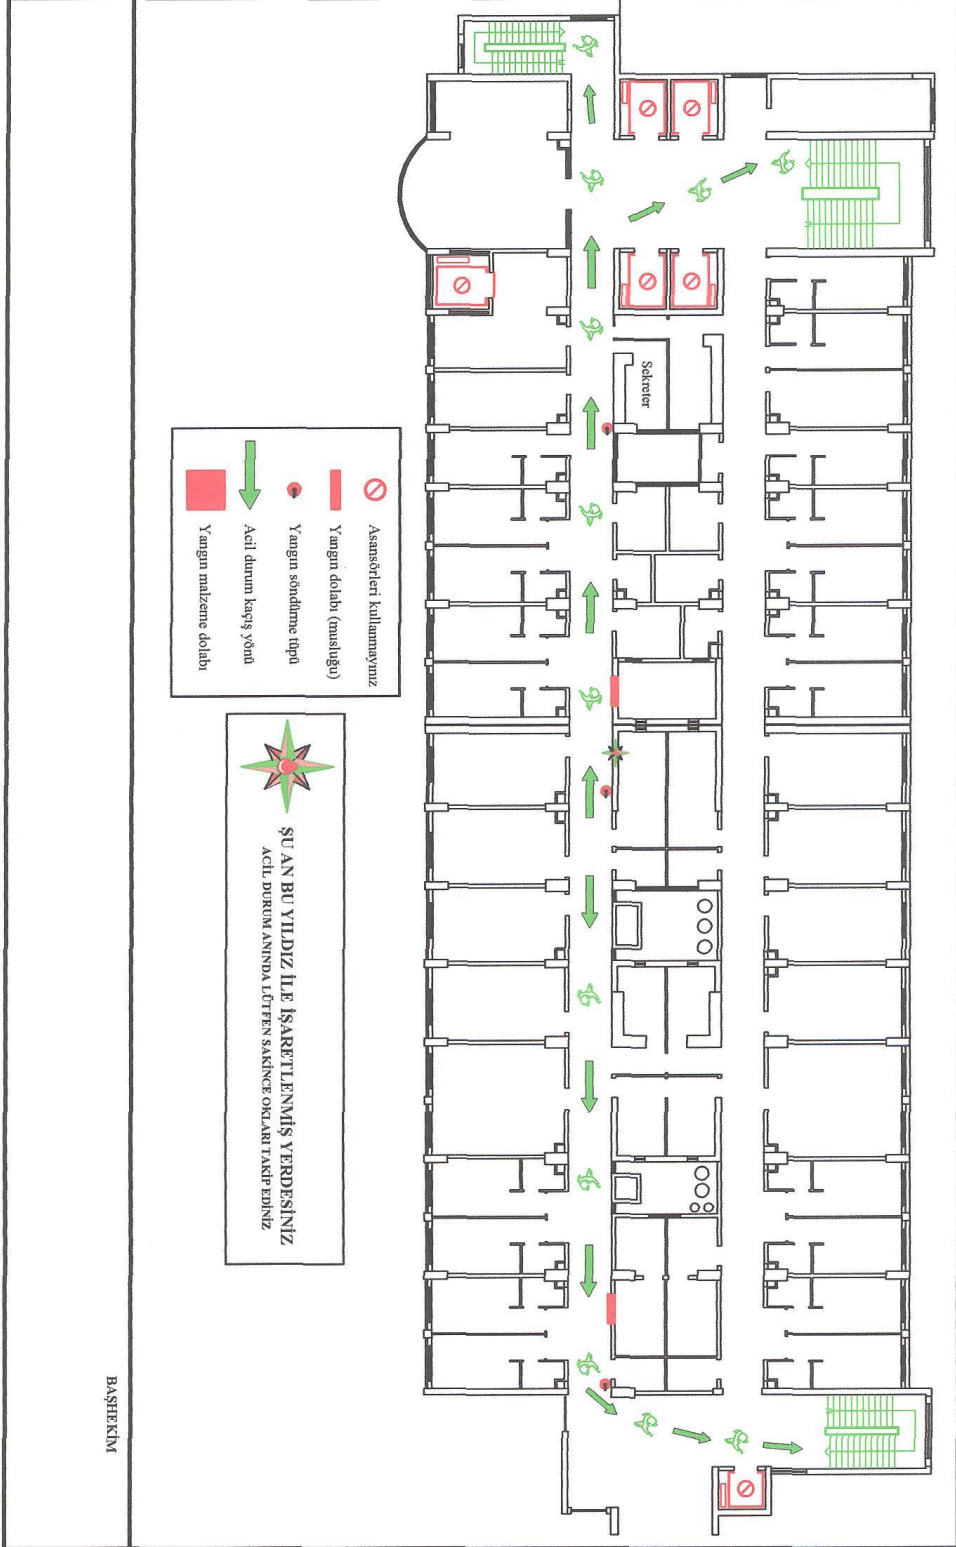 Sekreter
Asansörleri kullanmayınız
Yangın dolabı (musluğu)
Yangın söndürme tüpü
Acil durum kaçış yönü
Yangın malzeme dolabı
ŞU AN BU YILDIZ İLE İŞARETLENMİŞ YERDESİNİZ
ACİL DURUM ANINDA LÜTFEN SAKİNCE OKLARI TAKİP EDİNİZ
BAŞHEKİM